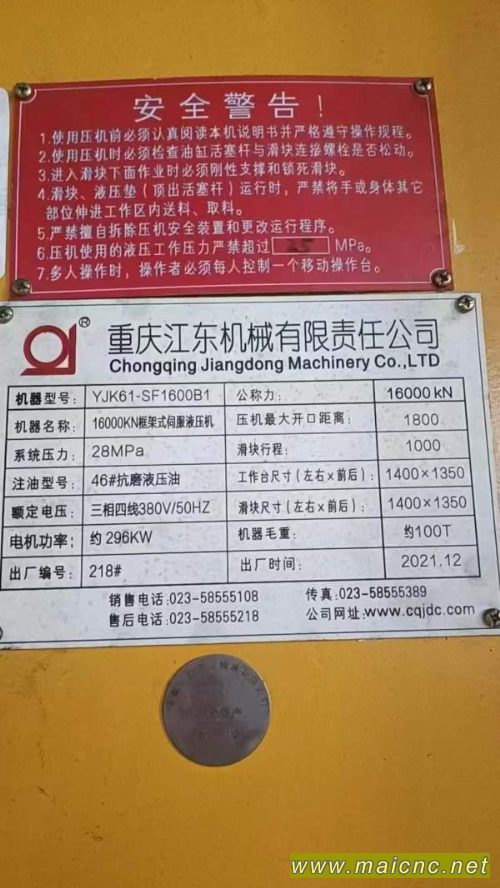 安全警告！
1.使用压机前必须认真阅读本机说明书并严格遵守操作规程。
2.使用压机时必须检查油缸活塞杆与滑块连接螺栓是否松动。
3.进入滑块下面作业时必须刚性支撑和锁死滑块。
4.滑块、液压垫（顶出活塞杆）运行时，严禁将手或身体其它
部位伸进工作区内送料、取料。
5.严禁擅自拆除压机安全装置和更改运行程序。
6.压机使用的液压工作压力严禁超过 MPa。
7.多人操作时，操作者必须每人控制一个移动操作台。
®
重庆江东机械有限责任公司
Chongqing Jiangdong Machinery Co.,LTD
机器型号： YJK61-SF1600B1 公称力： 16000kN
机器名称： 16000KN框架式伺服液压机 压机最大开口距离： 1800
系统压力： 28MPa 滑块行程： 1000
注油型号： 46#抗磨液压油 工作台尺寸（左右×前后）： 1400×1350
额定电压： 三相四线380V/50HZ 滑块尺寸（左右×前后）： 1400×1350
电机功率： 约296KW 机器毛重： 约100T
出厂编号： 218# 出厂时间： 2021.12
销售电话:023-58555108 传真:023-58555389
售后电话:023-58555218 公司网址:www.cqjdc.com
www.maicnc.net